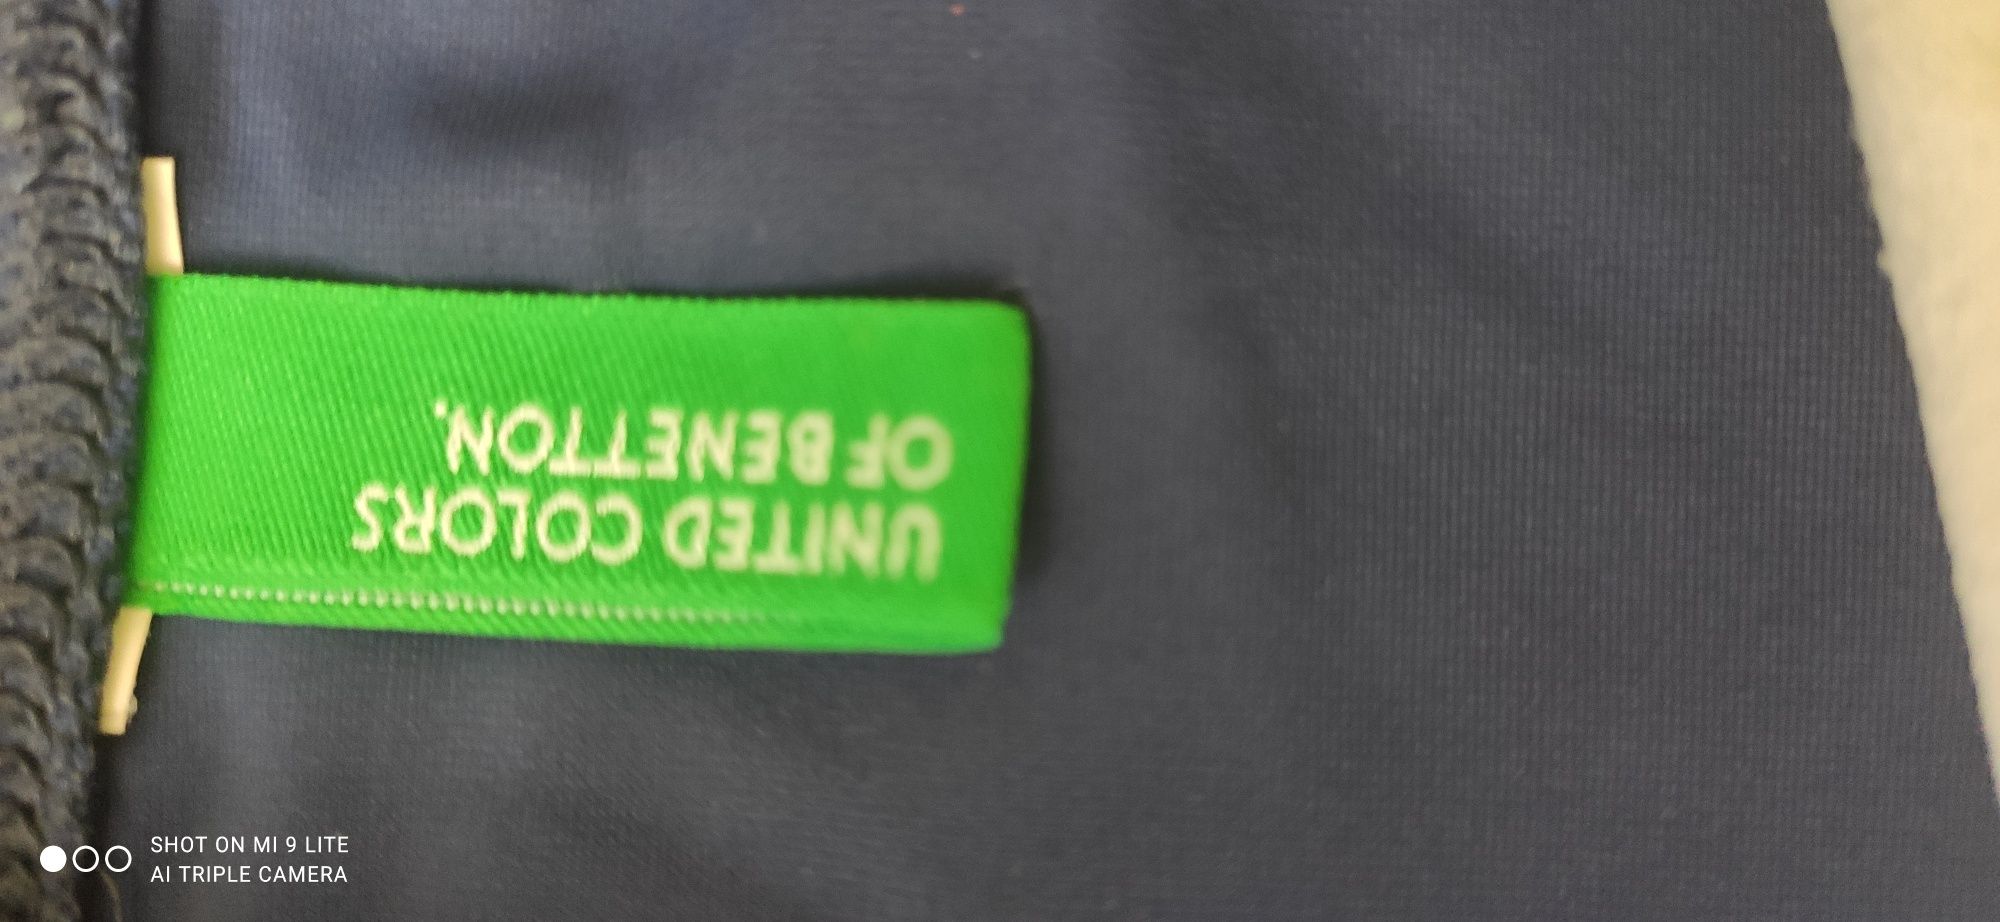 UNITED COLORS
OF BENETTON.
SHOT ON MI 9 LITE
AI TRIPLE CAMERA